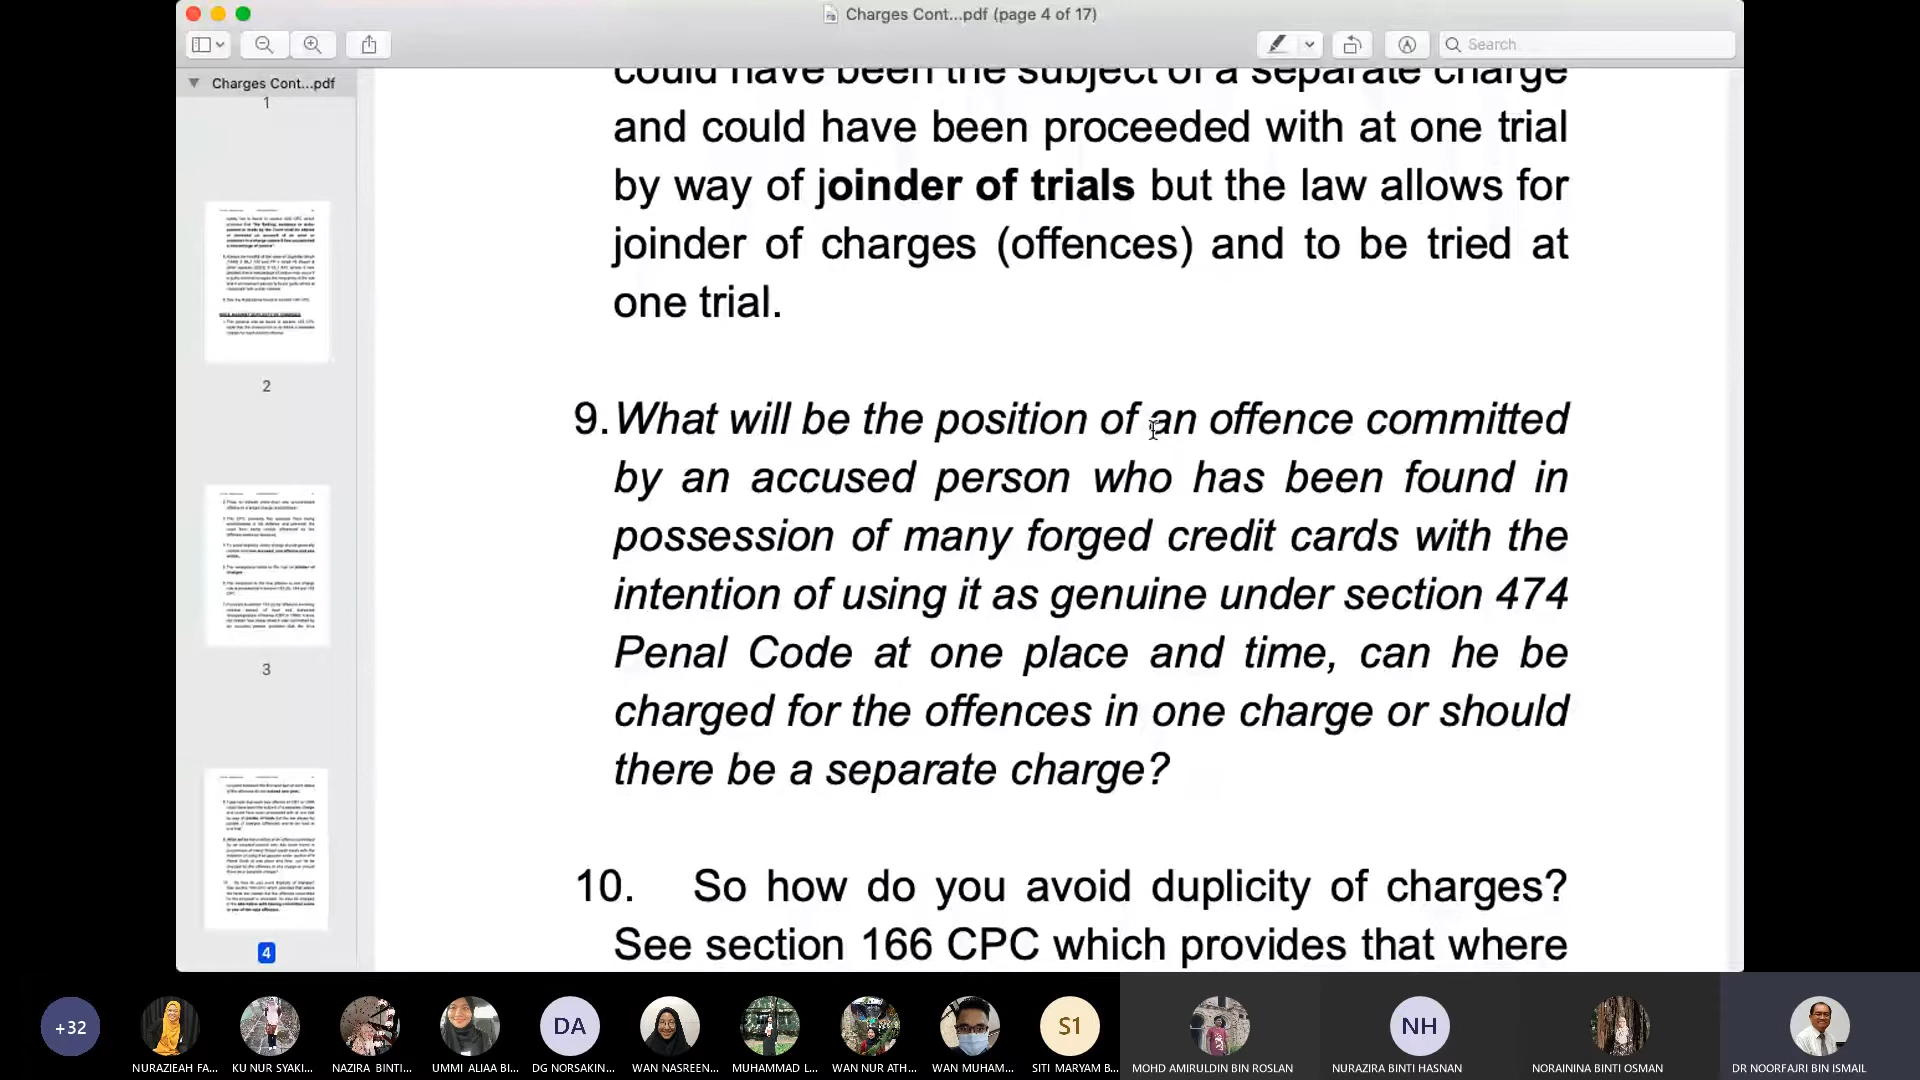 Charges Cont...pdf (page 4 of 17)
Search
Charges Cont...pdf
1
2
3
4
could have been the subject of a separate charge
and could have been proceeded with at one trial
by way of joinder of trials but the law allows for
joinder of charges (offences) and to be tried at
one trial.
9. What will be the position of an offence committed
by an accused person who has been found in
possession of many forged credit cards with the
intention of using it as genuine under section 474
Penal Code at one place and time, can he be
charged for the offences in one charge or should
there be a separate charge?
10. So how do you avoid duplicity of charges?
See section 166 CPC which provides that where
+32
DA
S1
NH
NURAZIEAH FA...
KU NUR SYAKI...
NAZIRA BINTI...
UMMI ALIAA BI...
DG NORSAKIN...
WAN NASREEN...
MUHAMMAD L...
WAN NUR ATH...
WAN MUHAM...
SITI MARYAM B...
MOHD AMIRULDIN BIN ROSLAN
NURAZIRA BINTI HASNAN
NORAININA BINTI OSMAN
DR NOORFAJRI BIN ISMAIL